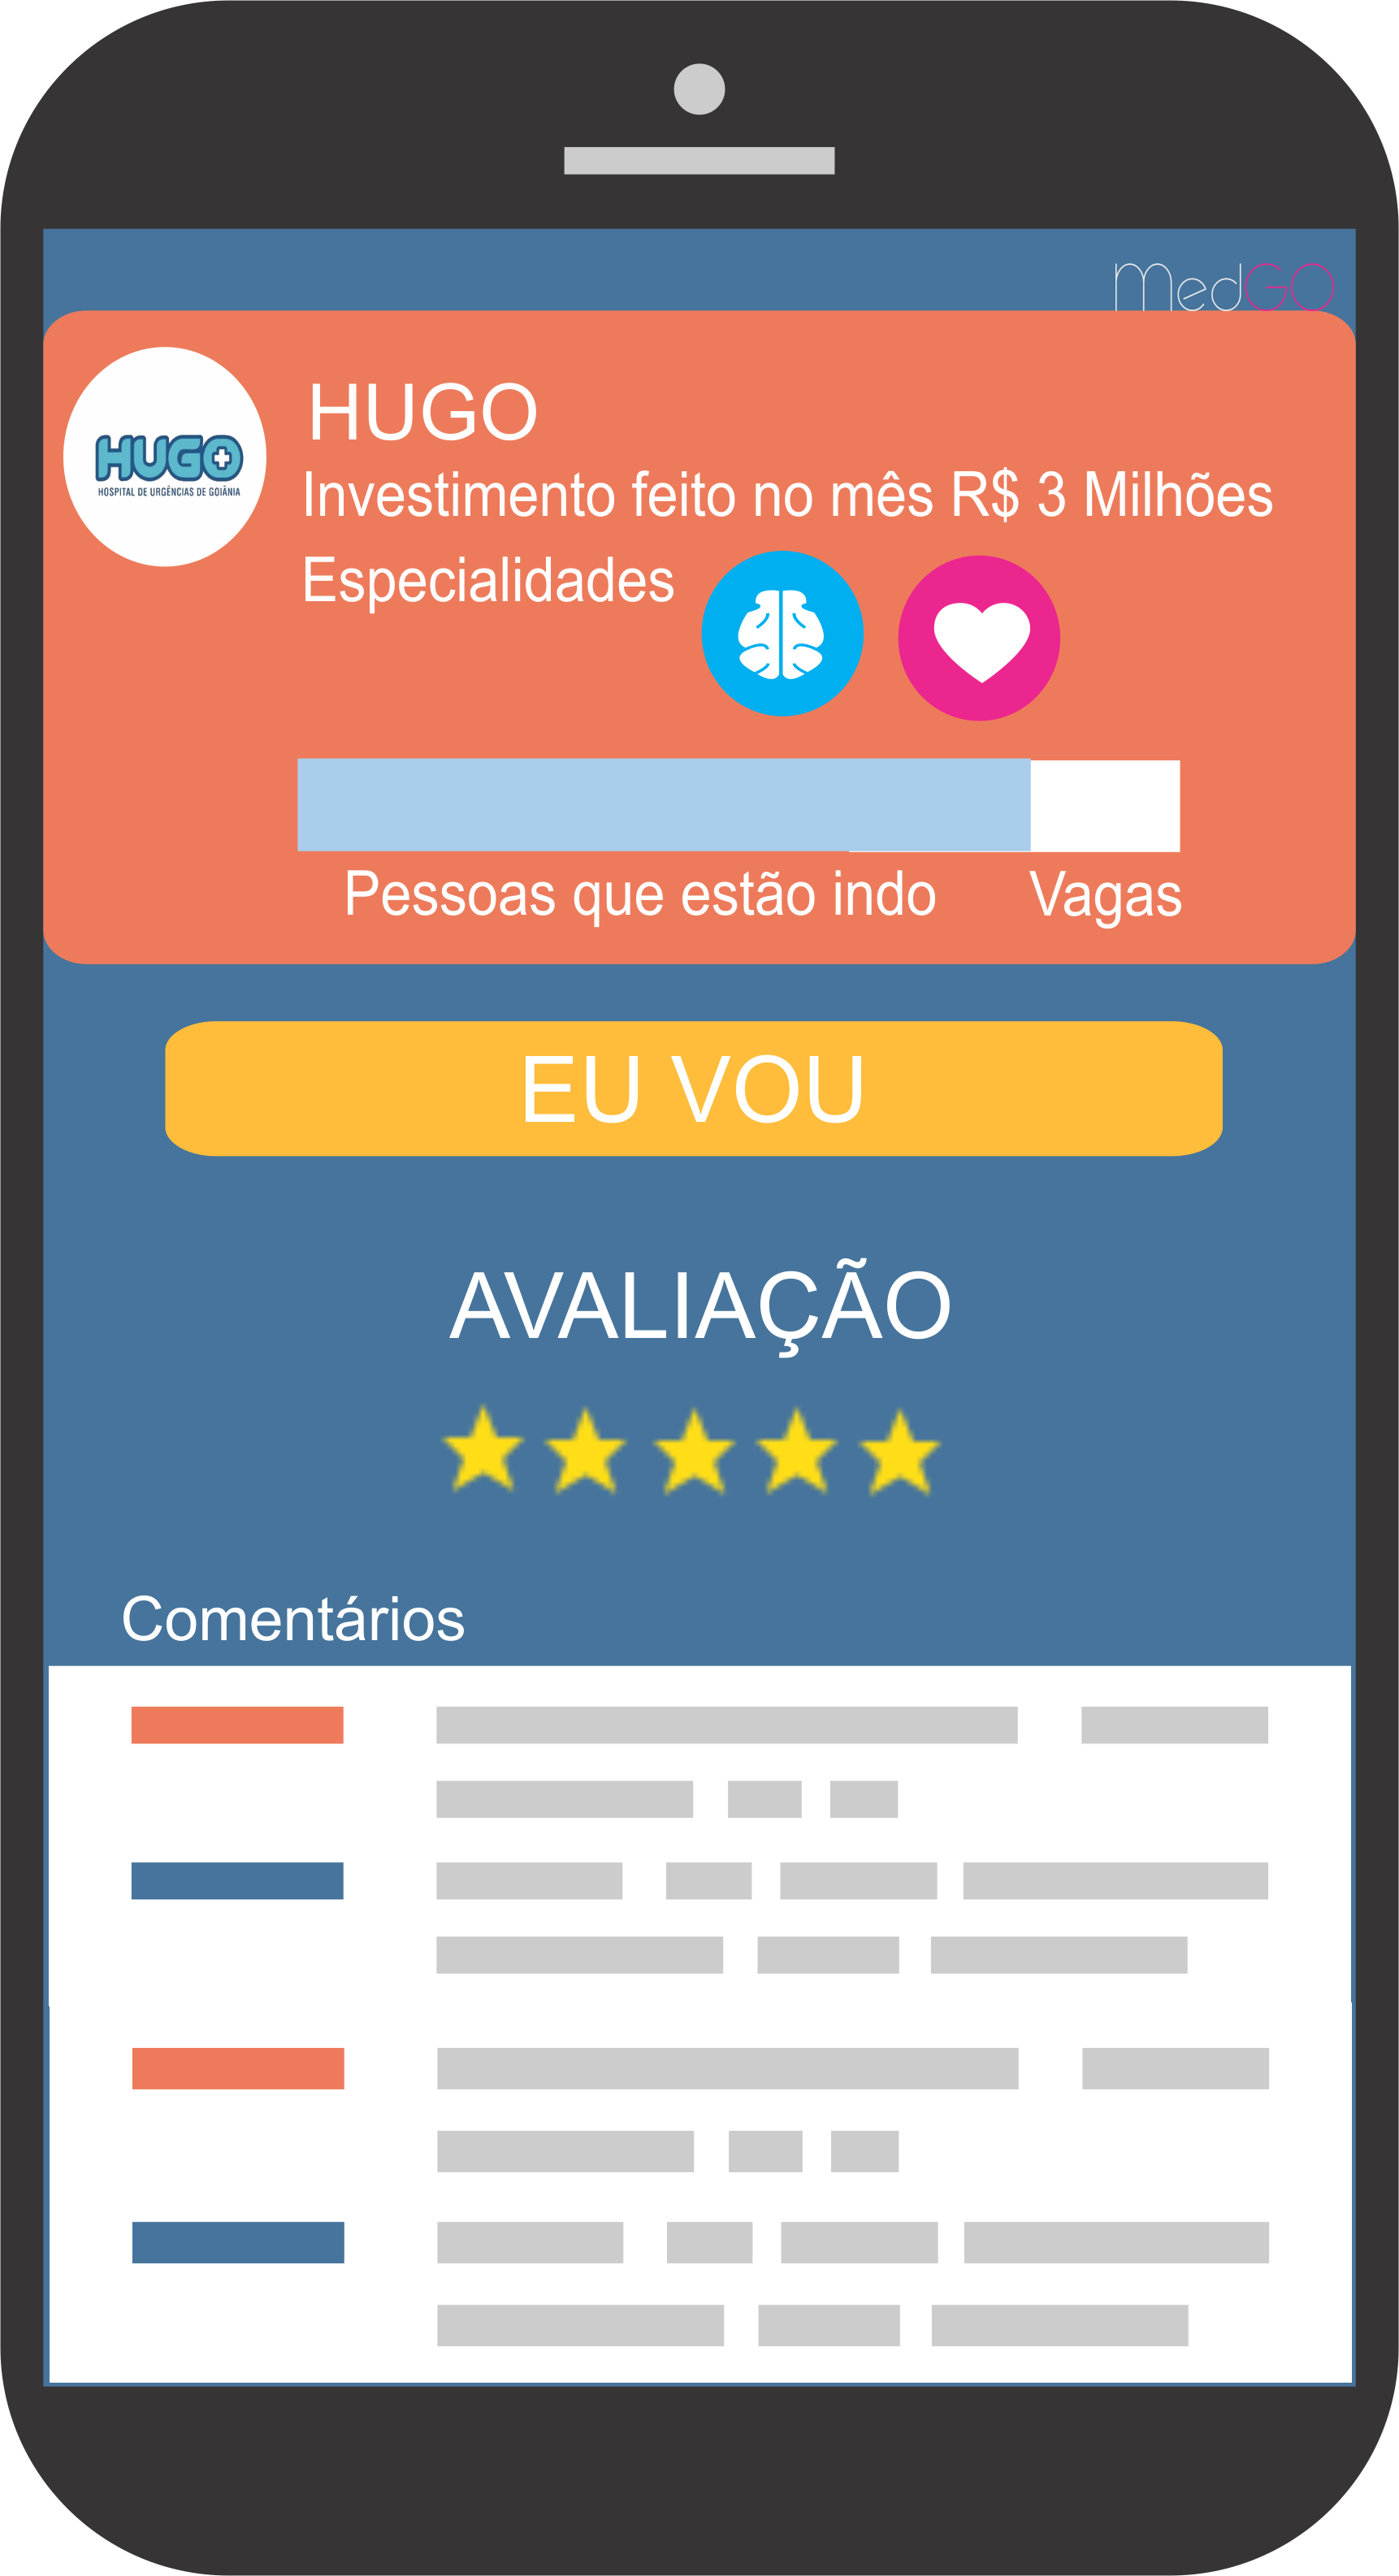 MedGO
HUGO
HOSPITAL DE URGÊNCIAS DE GOIÂNIA
HUGO
Investimento feito no mês R$ 3 Milhões
Especialidades
Pessoas que estão indo Vagas
EU VOU
AVALIAÇÃO
Comentários